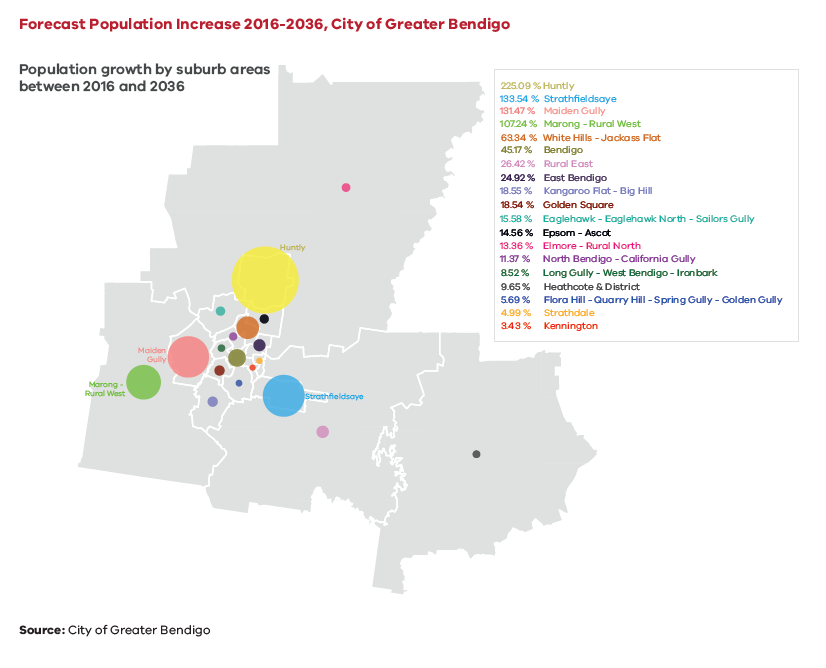 Forecast Population Increase 2016-2036, City of Greater Bendigo
Population growth by suburb areas
between 2016 and 2036
225.09 % Huntly
133.54 % Strathfieldsaye
131.47 % Maiden Gully
107.24 % Marong - Rural West
63.34 % White Hills - Jackass Flat
45.17 % Bendigo
26.42 % Rural East
24.92 % East Bendigo
18.55 % Kangaroo Flat - Big Hill
18.54 % Golden Square
15.58 % Eaglehawk - Eaglehawk North - Sailors Gully
14.56 % Epsom - Ascot
13.36 % Elmore - Rural North
11.37 % North Bendigo - California Gully
8.52 % Long Gully - West Bendigo - Ironbark
9.65 % Heathcote & District
5.69 % Flora Hill - Quarry Hill - Spring Gully - Golden Gully
4.99 % Strathdale
3.43 % Kennington
Huntly
Maiden
Gully
Marong -
Rural West
Strathfieldsaye
Source: City of Greater Bendigo